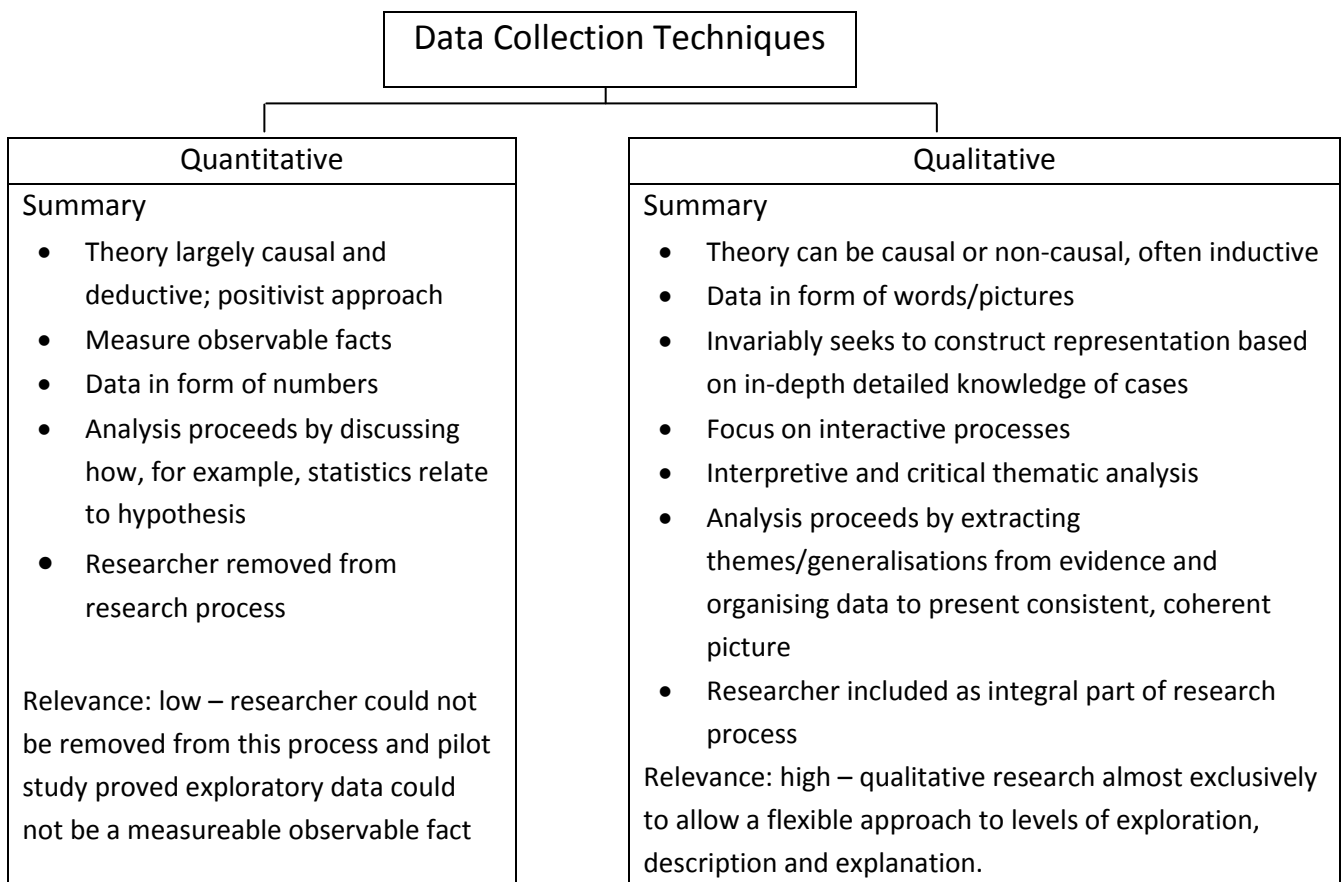 Data Collection Techniques
Quantitative
Summary
• Theory largely causal and
deductive; positivist approach
• Measure observable facts
• Data in form of numbers
• Analysis proceeds by discussing
how, for example, statistics relate
to hypothesis
• Researcher removed from
research process
Relevance: low – researcher could not
be removed from this process and pilot
study proved exploratory data could
not be a measureable observable fact
Qualitative
Summary
• Theory can be causal or non-causal, often inductive
• Data in form of words/pictures
• Invariably seeks to construct representation based
on in-depth detailed knowledge of cases
• Focus on interactive processes
• Interpretive and critical thematic analysis
• Analysis proceeds by extracting
themes/generalisations from evidence and
organising data to present consistent, coherent
picture
• Researcher included as integral part of research
process
Relevance: high – qualitative research almost exclusively
to allow a flexible approach to levels of exploration,
description and explanation.